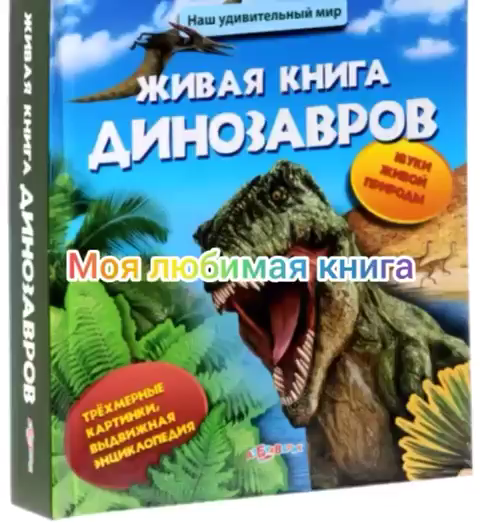 Наш удивительный мир
ЖИВАЯ КНИГА
ДИНОЗАВРОВ
ЗВУКИ
ЖИВОЙ
ПРИРОДЫ
Моя любимая книга
ТРЁХМЕРНЫЕ
КАРТИНКИ,
ВЫДВИЖНАЯ
ЭНЦИКЛОПЕДИЯ
АЗБУКВАРИК
ЖИВАЯ КНИГА ДИНОЗАВРОВ